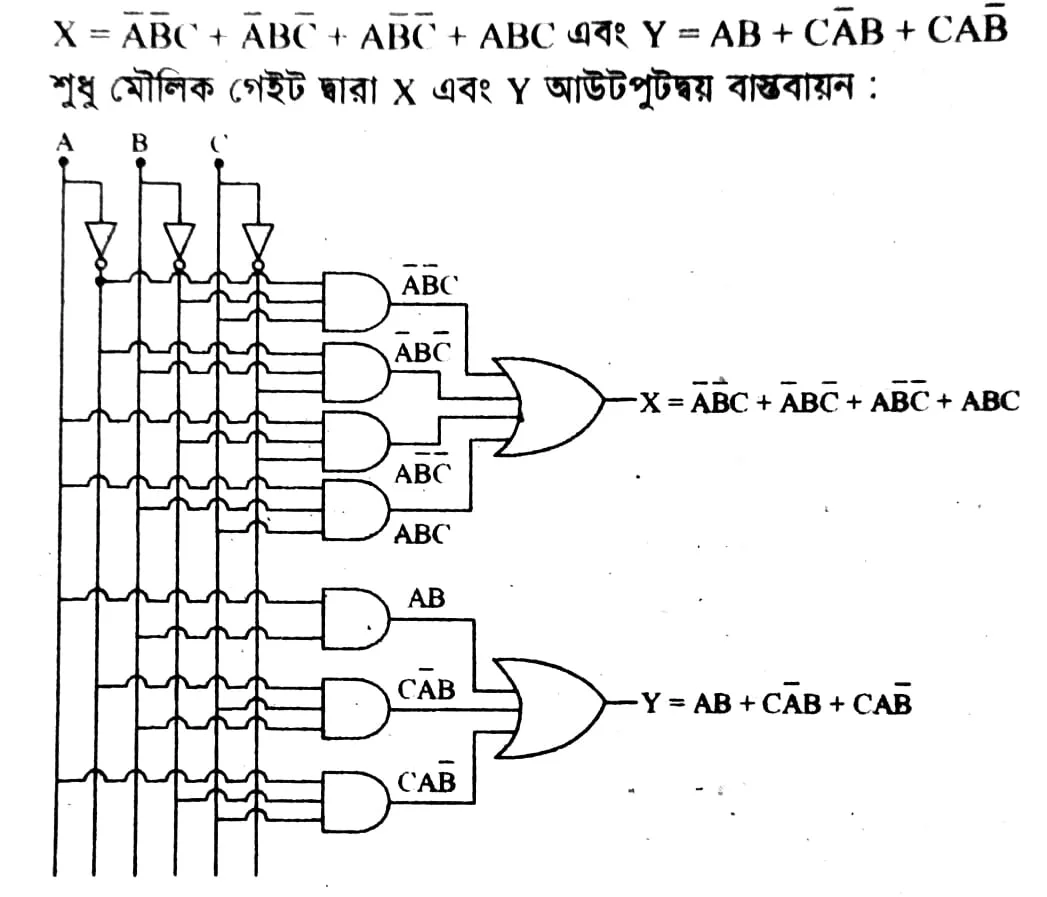 X = A̅B̅C + A̅BC̅ + AB̅C̅ + ABC এবং Y = AB + CA̅B + CAB̅
শুধু মৌলিক গেইট দ্বারা X এবং Y আউটপুটদ্বয় বাস্তবায়ন :
A B C
A̅B̅C
A̅BC̅
X = A̅B̅C + A̅BC̅ + AB̅C̅ + ABC
AB̅C̅
ABC
AB
CA̅B
Y = AB + CA̅B + CAB̅
CAB̅